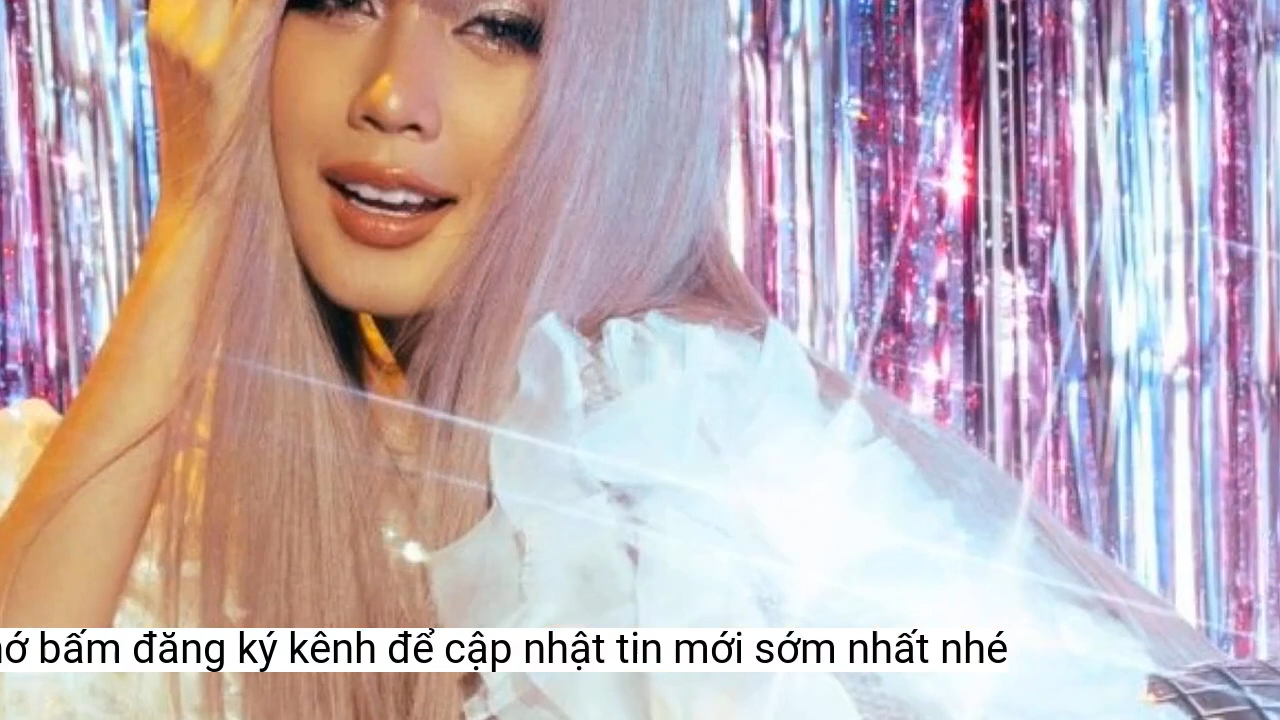 bấm đăng ký kênh để cập nhật tin mới sớm nhất nhé